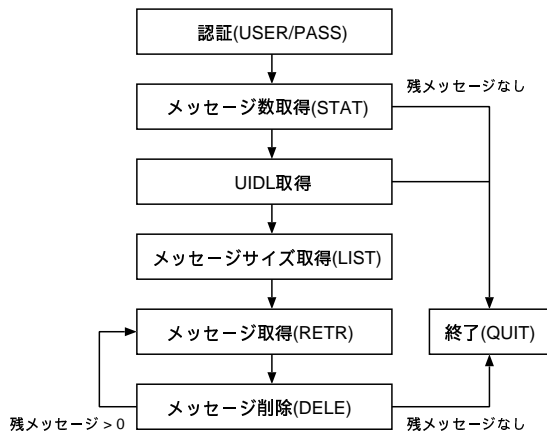 認証(USER/PASS)
残メッセージなし
メッセージ数取得(STAT)
UIDL取得
メッセージサイズ取得(LIST)
メッセージ取得(RETR)
終了(QUIT)
メッセージ削除(DELE)
残メッセージ > 0
残メッセージなし